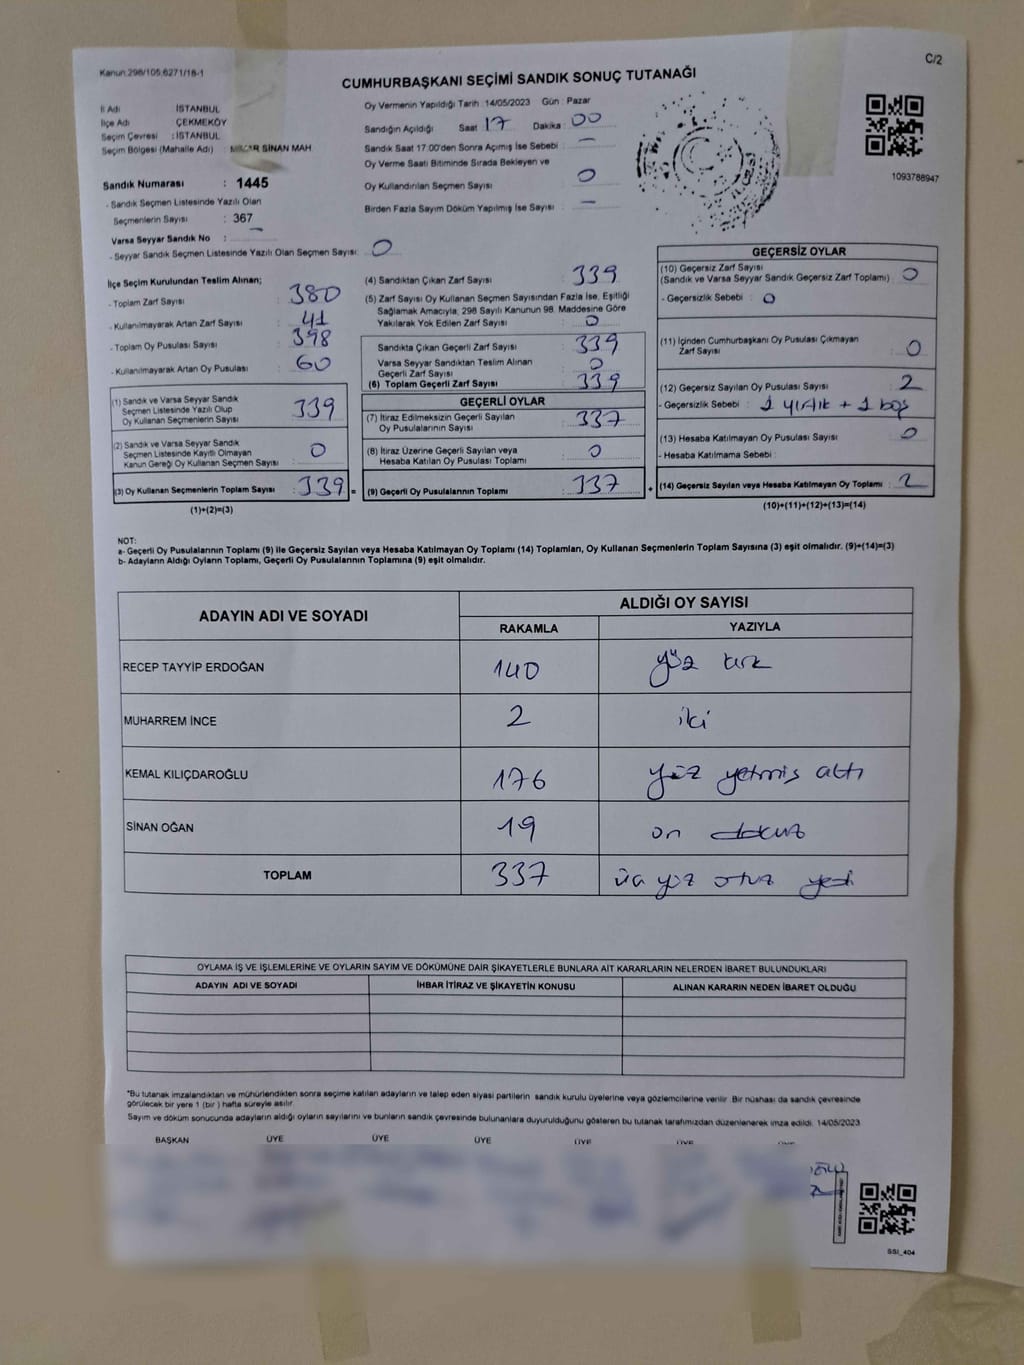 Kanun:298/105,6271/18-1
C/2
CUMHURBAŞKANI SEÇİMİ SANDIK SONUÇ TUTANAĞI
İl Adı İSTANBUL
İlçe Adı ÇEKMEKÖY
Seçim Çevresi : İSTANBUL
Seçim Bölgesi (Mahalle Adı) MİMAR SİNAN MAH
Sandık Numarası : 1445
- Sandık Seçmen Listesinde Yazılı Olan
Seçmenlerin Sayısı : 367
Varsa Seyyar Sandık No : -
- Seyyar Sandık Seçmen Listesinde Yazılı Olan Seçmen Sayısı: 0
Oy Vermenin Yapıldığı Tarih 14/05/2023 Gün : Pazar
Sandığın Açıldığı Saat 17 Dakika : 00
Sandık Saat 17.00'den Sonra Açımış İse Sebebi : -
Oy Verme Saati Bitiminde Sırada Bekleyen ve
Oy Kullandırılan Seçmen Sayısı : 0
Birden Fazla Sayım Döküm Yapılmış İse Sayısı : -
1093788947
İlçe Seçim Kurulundan Teslim Alınan;
- Toplam Zarf Sayısı : 380
- Kullanılmayarak Artan Zarf Sayısı : 41
- Toplam Oy Pusulası Sayısı : 398
- Kullanılmayarak Artan Oy Pusulası : 60
(1) Sandık ve Varsa Seyyar Sandık
Seçmen Listesinde Yazılı Olup
Oy Kullanan Seçmenlerin Sayısı : 339
(2) Sandık ve Varsa Seyyar Sandık
Seçmen Listesinde Kayıtlı Olmayan
Kanun Gereği Oy Kullanan Seçmen Sayısı : 0
(3) Oy Kullanan Seçmenlerin Toplam Sayısı : 339 =
(1)+(2)=(3)
(4) Sandıktan Çıkan Zarf Sayısı : 339
(5) Zarf Sayısı Oy Kullanan Seçmen Sayısından Fazla İse, Eşitliği
Sağlamak Amacıyla; 298 Sayılı Kanunun 98. Maddesine Göre
Yakılarak Yok Edilen Zarf Sayısı : 0
Sandıkta Çıkan Geçerli Zarf Sayısı : 339
Varsa Seyyar Sandıktan Teslim Alınan
Geçerli Zarf Sayısı : 0
(6) Toplam Geçerli Zarf Sayısı : 339
GEÇERLİ OYLAR
(7) İtiraz Edilmeksizin Geçerli Sayılan
Oy Pusulalarının Sayısı : 337
(8) İtiraz Üzerine Geçerli Sayılan veya
Hesaba Katılan Oy Pusulası Toplamı : 0
(9) Geçerli Oy Pusulalarının Toplamı : 337 +
GEÇERSİZ OYLAR
(10) Geçersiz Zarf Sayısı
(Sandık ve Varsa Seyyar Sandık Geçersiz Zarf Toplamı) : 0
- Geçersizlik Sebebi : 0
(11) İçinden Cumhurbaşkanı Oy Pusulası Çıkmayan
Zarf Sayısı : 0
(12) Geçersiz Sayılan Oy Pusulası Sayısı : 2
- Geçersizlik Sebebi : 1 yırtık + 1 boş
(13) Hesaba Katılmayan Oy Pusulası Sayısı : 0
- Hesaba Katılmama Sebebi :
(14) Geçersiz Sayılan veya Hesaba Katılmayan Oy Toplamı : 2
(10)+(11)+(12)+(13)=(14)
NOT:
a- Geçerli Oy Pusulalarının Toplamı (9) ile Geçersiz Sayılan veya Hesaba Katılmayan Oy Toplamı (14) Toplamları, Oy Kullanan Seçmenlerin Toplam Sayısına (3) eşit olmalıdır. (9)+(14)=(3)
b- Adayların Aldığı Oyların Toplamı, Geçerli Oy Pusulalarının Toplamına (9) eşit olmalıdır.
ADAYIN ADI VE SOYADI
ALDIĞI OY SAYISI
RAKAMLA YAZIYLA
RECEP TAYYİP ERDOĞAN 140 yüz kırk
MUHARREM İNCE 2 iki
KEMAL KILIÇDAROĞLU 176 yüz yetmiş altı
SİNAN OĞAN 19 on dokuz
TOPLAM 337 üç yüz otuz yedi
OYLAMA İŞ VE İŞLEMLERİNE VE OYLARIN SAYIM VE DÖKÜMÜNE DAİR ŞİKAYETLERLE BUNLARA AİT KARARLARIN NELERDEN İBARET BULUNDUKLARI
ADAYIN ADI VE SOYADI İHBAR İTİRAZ VE ŞİKAYETİN KONUSU ALINAN KARARIN NEDEN İBARET OLDUĞU
*Bu tutanak imzalandıktan ve mühürlendikten sonra seçime katılan adayların ve talep eden siyasi partilerin sandık kurulu üyelerine veya gözlemcilerine verilir. Bir nüshası da sandık çevresinde
görülecek bir yere 1 (bir ) hafta süreyle asılır.
Sayım ve döküm sonucunda adayların aldığı oyların sayılarını ve bunların sandık çevresinde bulunanlara duyurulduğunu gösteren bu tutanak tarafımızdan düzenlenerek imza edildi. 14/05/2023
BAŞKAN ÜYE ÜYE ÜYE ÜYE ÜYE
SSI_404